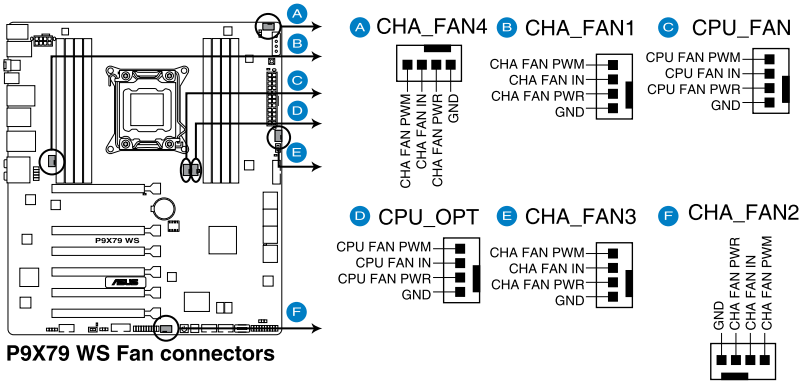 A
B
C
D
E
F
P9X79 WS
ASUS
P9X79 WS Fan connectors
A CHA_FAN4
CHA FAN PWM
CHA FAN IN
CHA FAN PWR
GND
B CHA_FAN1
CHA FAN PWM
CHA FAN IN
CHA FAN PWR
GND
C CPU_FAN
CPU FAN PWM
CPU FAN IN
CPU FAN PWR
GND
D CPU_OPT
CPU FAN PWM
CPU FAN IN
CPU FAN PWR
GND
E CHA_FAN3
CHA FAN PWM
CHA FAN IN
CHA FAN PWR
GND
F CHA_FAN2
GND
CHA FAN PWR
CHA FAN IN
CHA FAN PWM